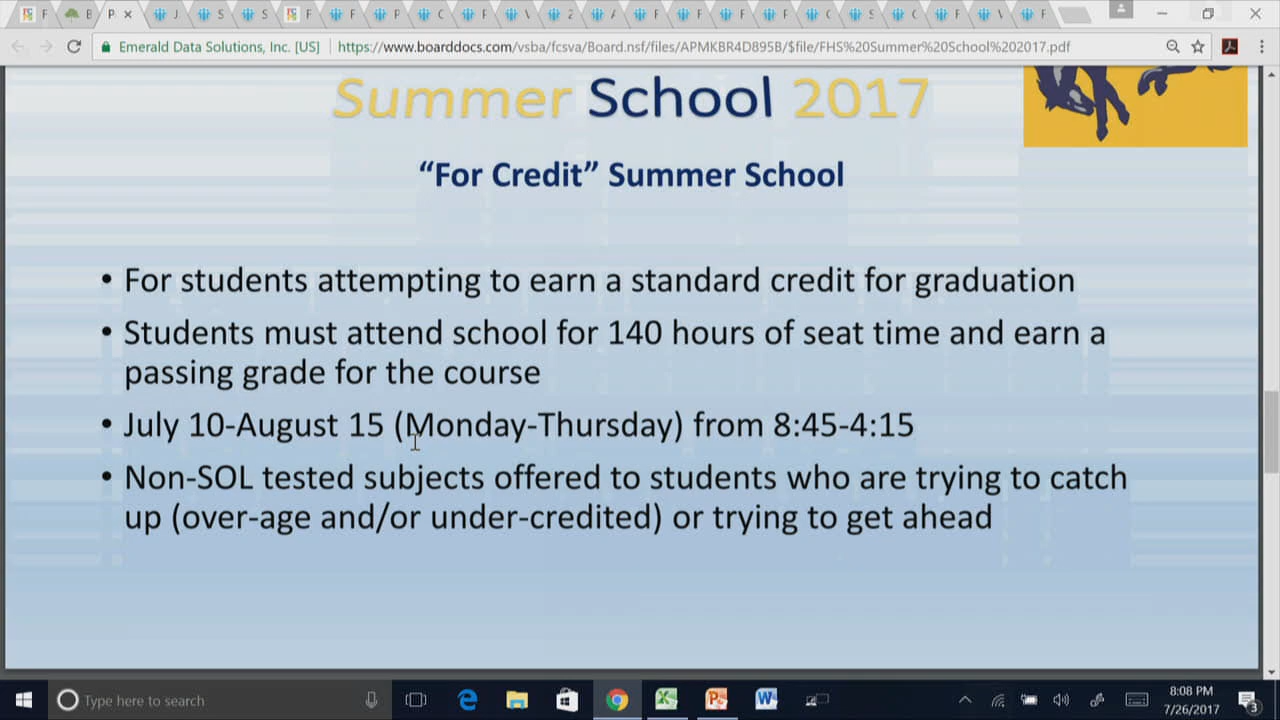 F
B
P
J
S
S
F
F
P
C
F
V
2
A
F
F
F
F
C
S
C
F
V
F
Emerald Data Solutions, Inc. [US]
https://www.boarddocs.com/vsba/fcsva/Board.nsf/files/APMKBR4D895B/$file/FHS%20Summer%20School%202017.pdf
Summer School 2017
“For Credit” Summer School
• For students attempting to earn a standard credit for graduation
• Students must attend school for 140 hours of seat time and earn a
passing grade for the course
• July 10-August 15 (Monday-Thursday) from 8:45-4:15
• Non-SOL tested subjects offered to students who are trying to catch
up (over-age and/or under-credited) or trying to get ahead
Type here to search
8:08 PM
7/26/2017
3